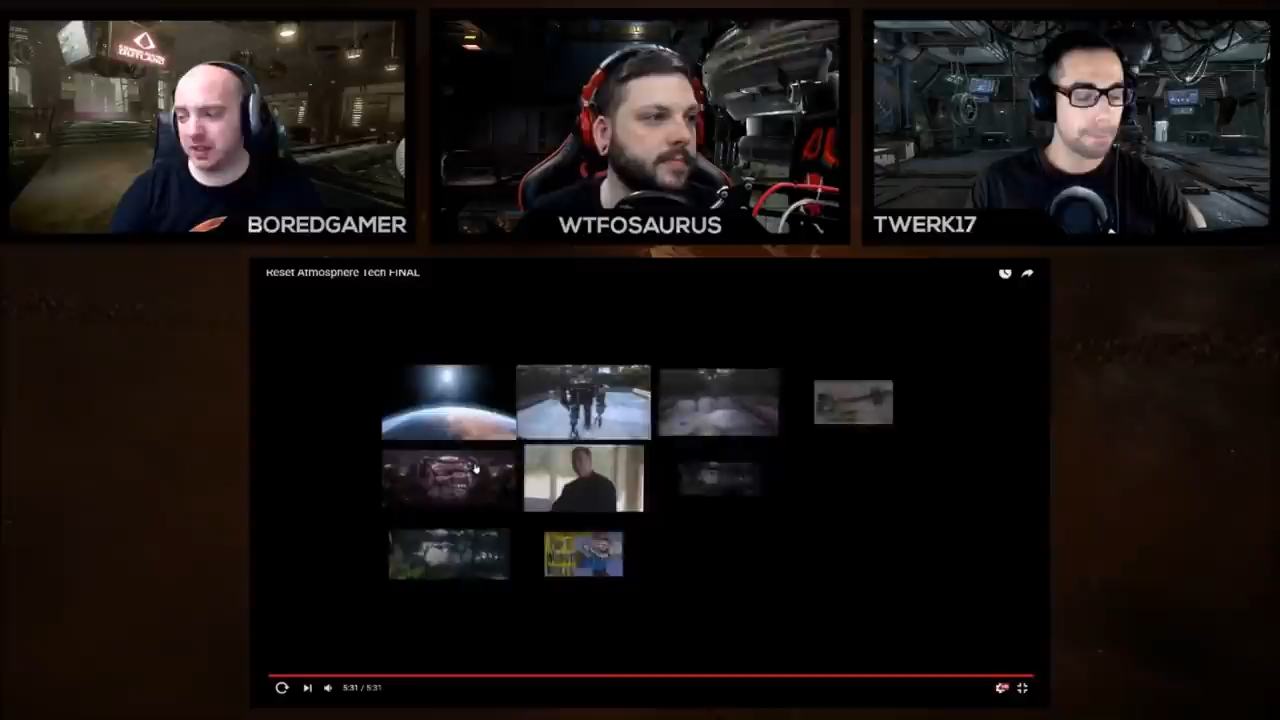 BOREDGAMER
WTFOSAURUS
TWERK17
Reset Atmosphere Tech FINAL
5:31 / 5:31